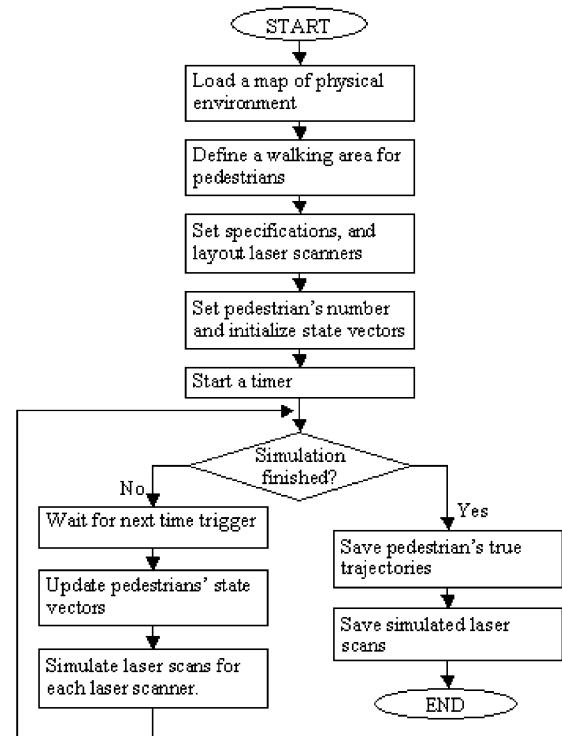 START
Load a map of physical
environment
Define a walking area for
pedestrians
Set specifications, and
layout laser scanners
Set pedestrian's number
and initialize state vectors
Start a timer
Simulation
finished?
No
Wait for next time trigger
Update pedestrians' state
vectors
Simulate laser scans for
each laser scanner.
Yes
Save pedestrian's true
trajectories
Save simulated laser
scans
END